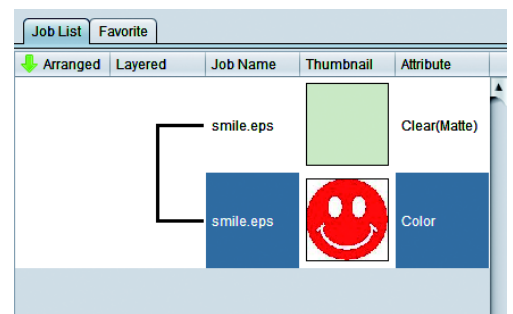 Job List Favorite
Arranged Layered Job Name Thumbnail Attribute
smile.eps Clear(Matte)
smile.eps Color